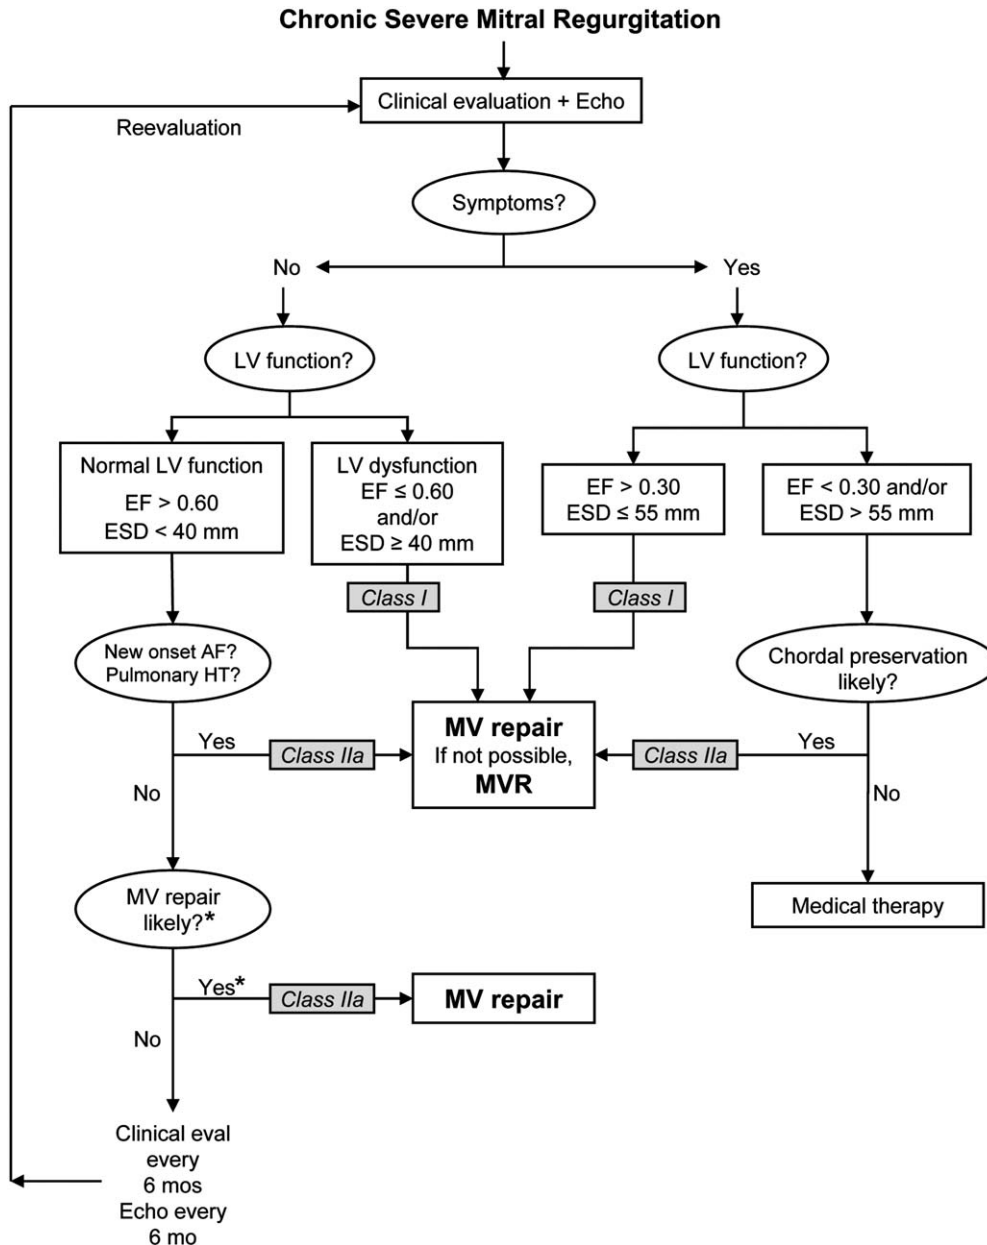 Chronic Severe Mitral Regurgitation
Clinical evaluation + Echo
Reevaluation
Symptoms?
No
Yes
LV function?
LV function?
Normal LV function
EF > 0.60
ESD < 40 mm
LV dysfunction
EF ≤ 0.60
and/or
ESD ≥ 40 mm
EF > 0.30
ESD ≤ 55 mm
EF < 0.30 and/or
ESD > 55 mm
Class I
Class I
New onset AF?
Pulmonary HT?
Chordal preservation
likely?
MV repair
If not possible,
MVR
Yes
Class IIa
Class IIa
Yes
No
No
MV repair
likely?*
Medical therapy
Yes*
Class IIa
MV repair
No
Clinical eval
every
6 mos
Echo every
6 mo